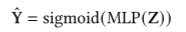 Ŷ = sigmoid(MLP(Z))